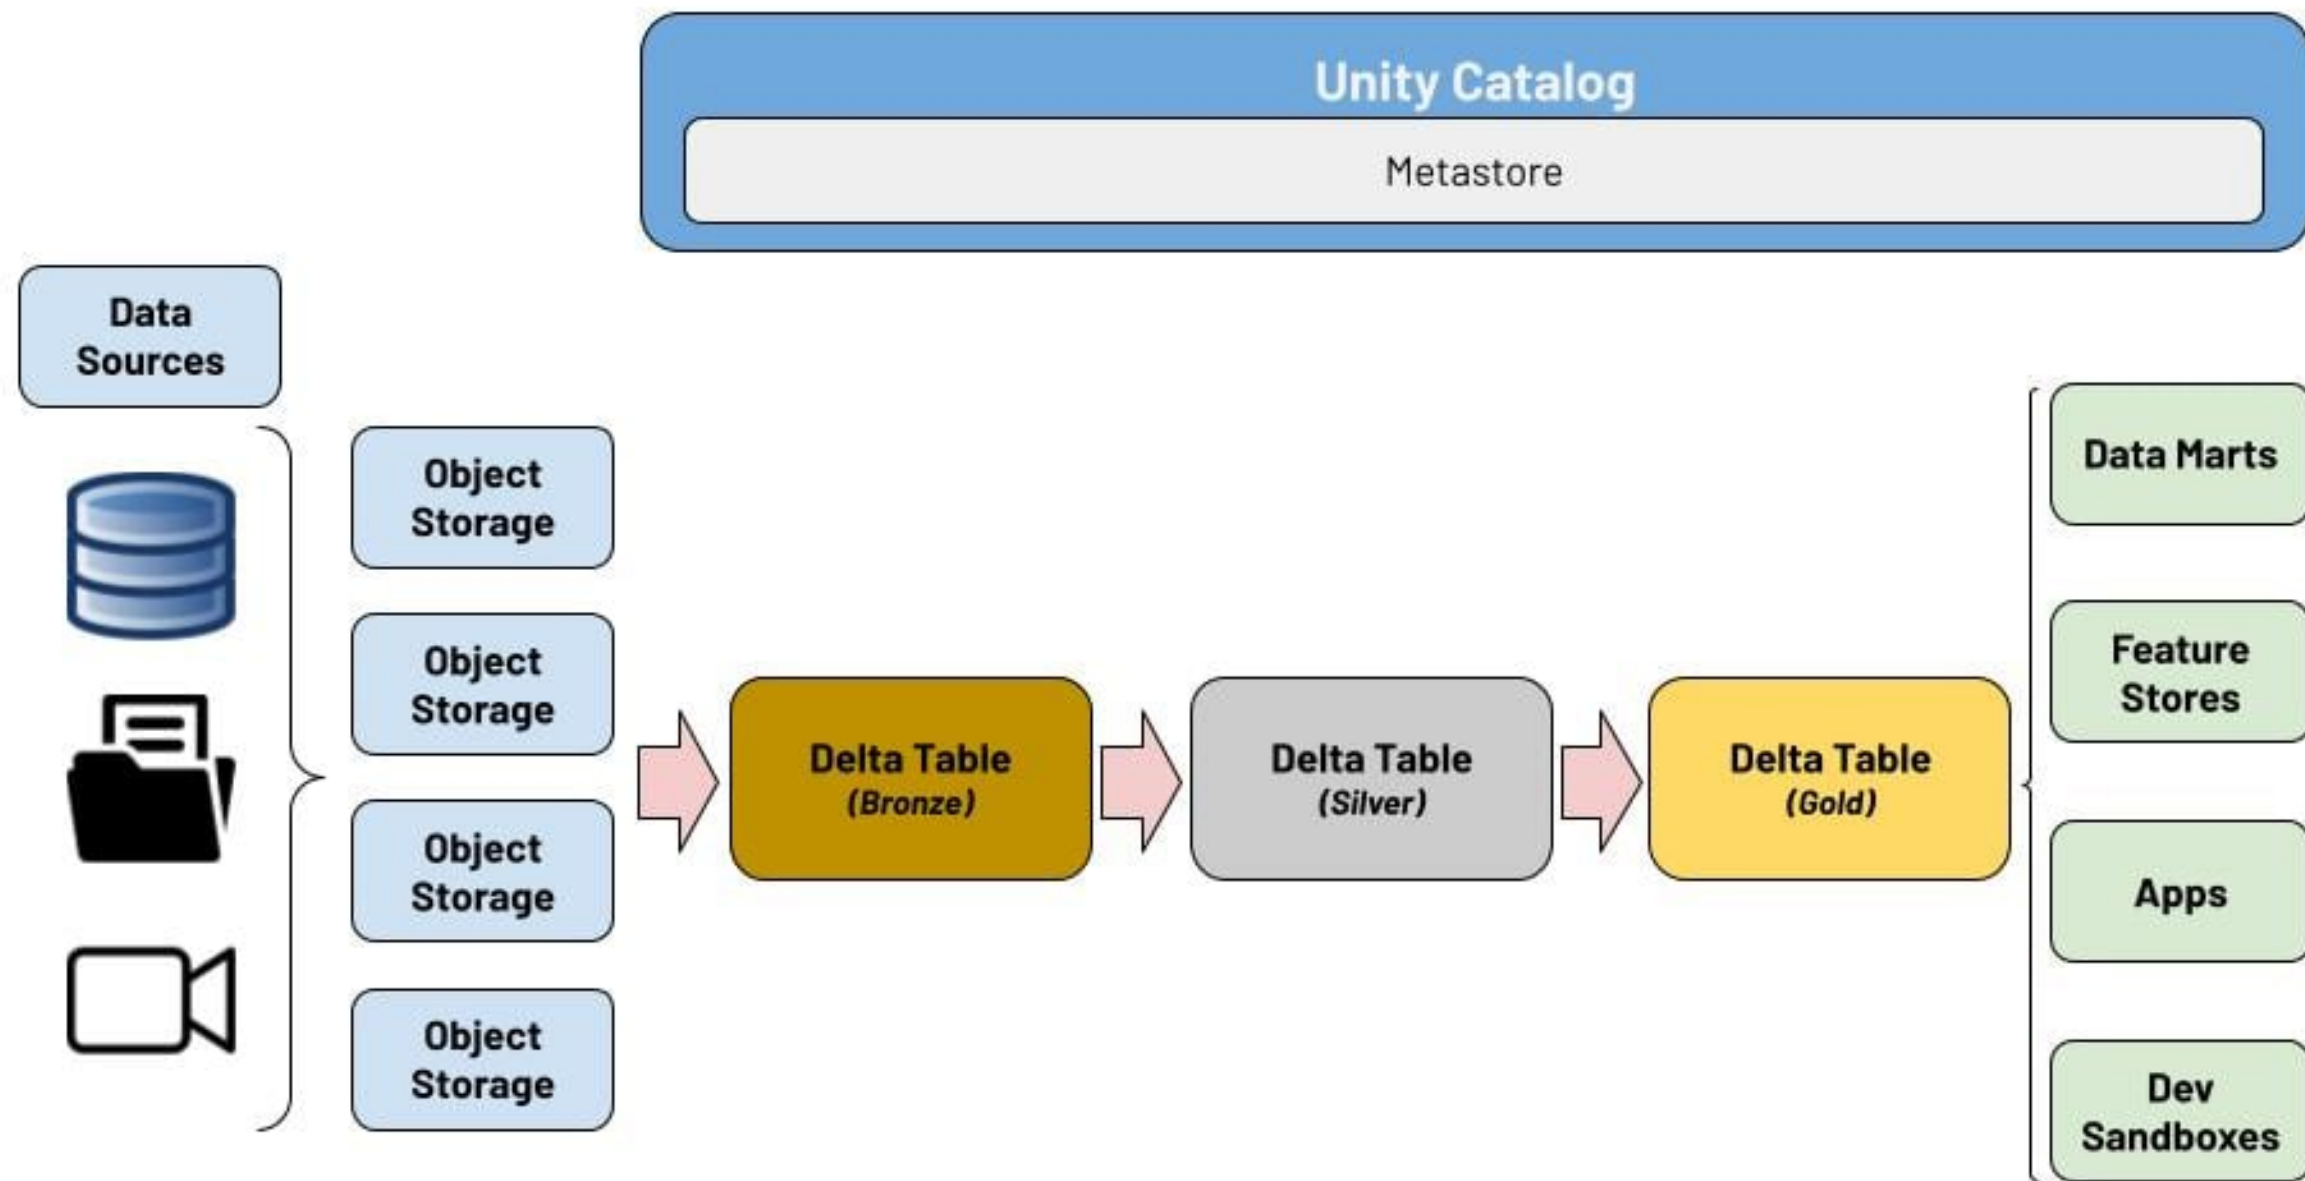 Unity Catalog
Metastore
Data
Sources
Object
Storage
Object
Storage
Object
Storage
Object
Storage
Delta Table
(Bronze)
Delta Table
(Silver)
Delta Table
(Gold)
Data Marts
Feature
Stores
Apps
Dev
Sandboxes